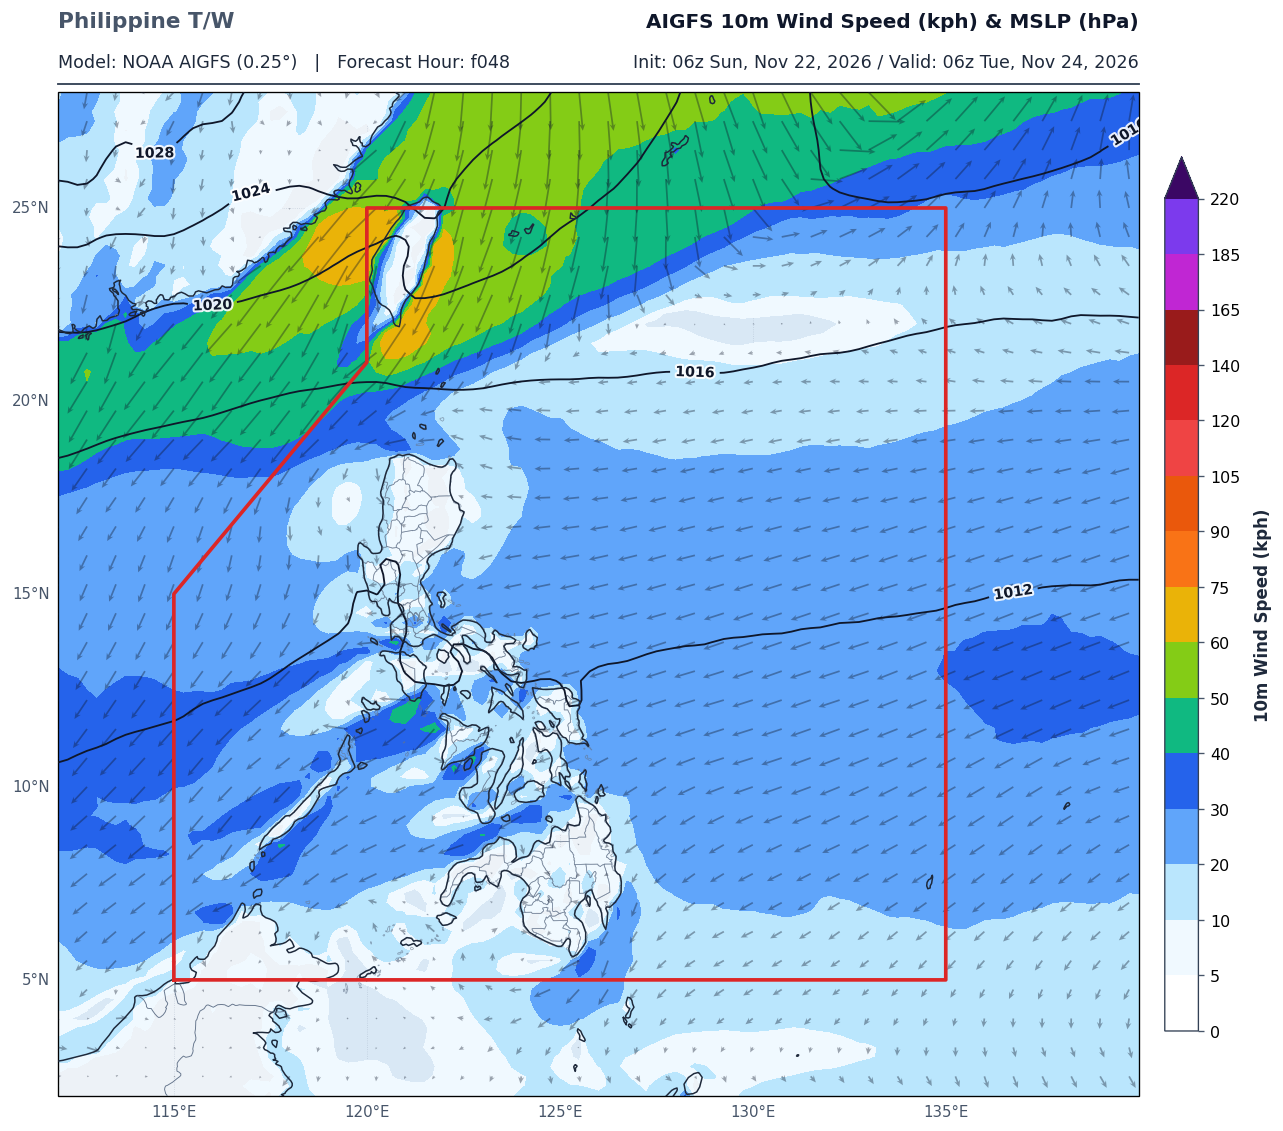 Philippine T/W
AIGFS 10m Wind Speed (kph) & MSLP (hPa)
Model: NOAA AIGFS (0.25°)   |   Forecast Hour: f048
Init: 06z Sun, Nov 22, 2026 / Valid: 06z Tue, Nov 24, 2026
1028
1024
1020
1016
1016
1012
25°N
20°N
15°N
10°N
5°N
115°E
120°E
125°E
130°E
135°E
220
185
165
140
120
105
90
75
60
50
40
30
20
10
5
0
10m Wind Speed (kph)